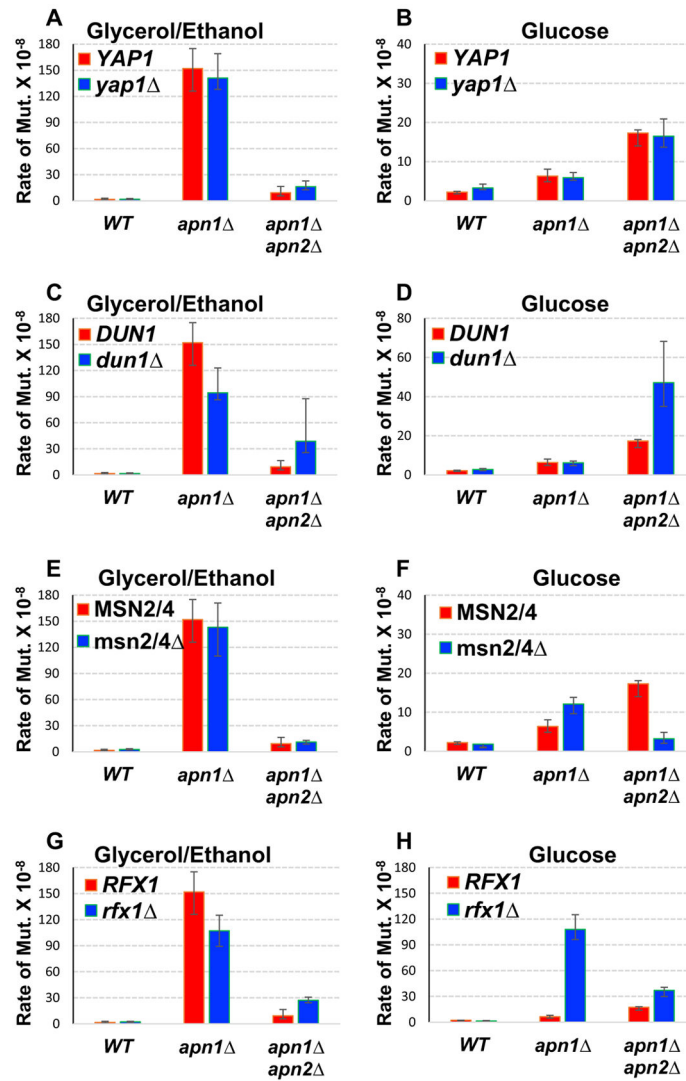 A
Glycerol/Ethanol
Rate of Mut. X 10-8
180
150
120
90
60
30
0
YAP1
yap1Δ
WT
apn1Δ
apn1Δ
apn2Δ
B
Glucose
Rate of Mut. X 10-8
40
30
20
10
0
YAP1
yap1Δ
WT
apn1Δ
apn1Δ
apn2Δ
C
Glycerol/Ethanol
Rate of Mut. X 10-8
180
150
120
90
60
30
0
DUN1
dun1Δ
WT
apn1Δ
apn1Δ
apn2Δ
D
Glucose
Rate of Mut. X 10-8
80
60
40
20
0
DUN1
dun1Δ
WT
apn1Δ
apn1Δ
apn2Δ
E
Glycerol/Ethanol
Rate of Mut. X 10-8
180
150
120
90
60
30
0
MSN2/4
msn2/4Δ
WT
apn1Δ
apn1Δ
apn2Δ
F
Glucose
Rate of Mut. X 10-8
40
30
20
10
0
MSN2/4
msn2/4Δ
WT
apn1Δ
apn1Δ
apn2Δ
G
Glycerol/Ethanol
Rate of Mut. X 10-8
180
150
120
90
60
30
0
RFX1
rfx1Δ
WT
apn1Δ
apn1Δ
apn2Δ
H
Glucose
Rate of Mut. X 10-8
180
150
120
90
60
30
0
RFX1
rfx1Δ
WT
apn1Δ
apn1Δ
apn2Δ